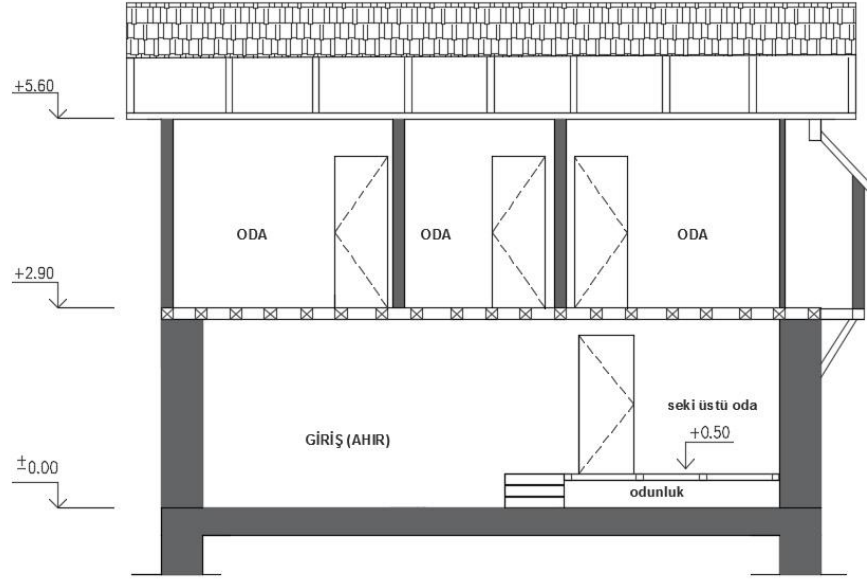 +5.60
ODA
ODA
ODA
+2.90
seki üstü oda
GİRİŞ (AHIR)
+0.50
±0.00
odunluk